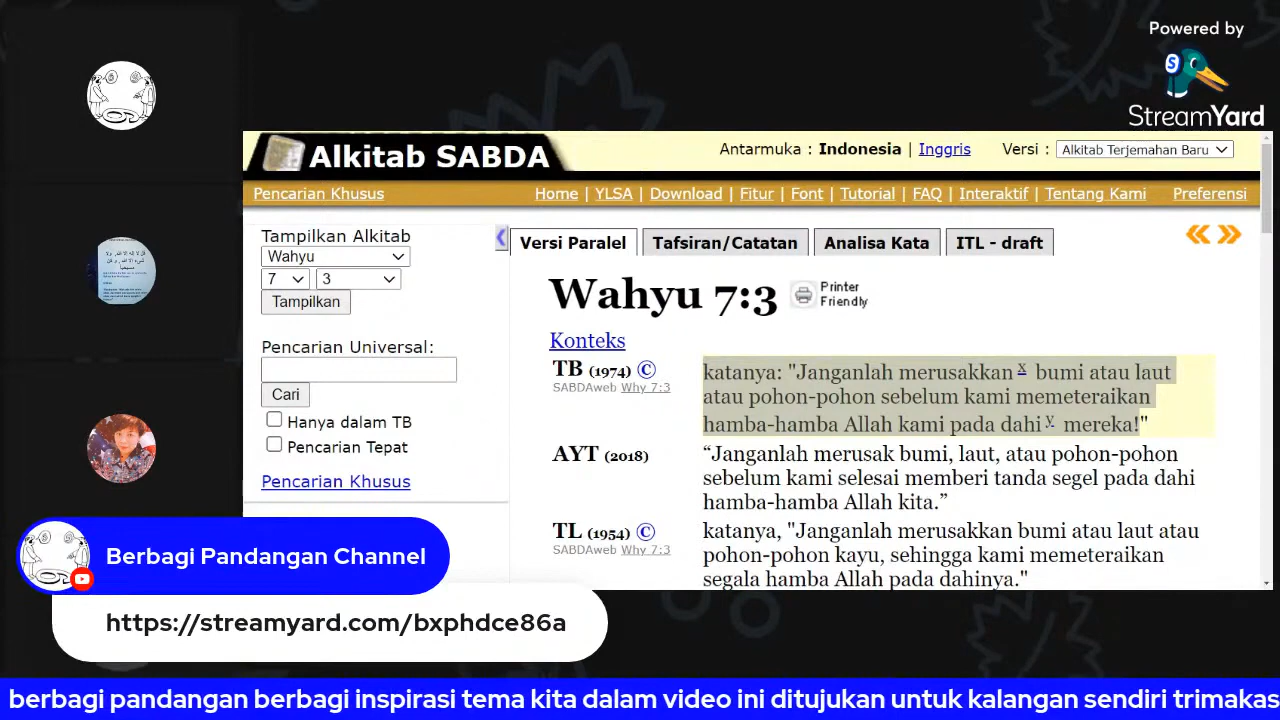 Powered by
StreamYard
Alkitab SABDA
Antarmuka : Indonesia | Inggris Versi : Alkitab Terjemahan Baru
Pencarian Khusus Home | YLSA | Download | Fitur | Font | Tutorial | FAQ | Interaktif | Tentang Kami Preferensi
Tampilkan Alkitab
Wahyu
7 3
Tampilkan
Pencarian Universal:
Cari
Hanya dalam TB
Pencarian Tepat
Pencarian Khusus
Versi Paralel Tafsiran/Catatan Analisa Kata ITL - draft
Wahyu 7:3 Printer Friendly
Konteks
TB (1974) ©
SABDAweb Why 7:3
katanya: "Janganlah merusakkan x bumi atau laut
atau pohon-pohon sebelum kami memeteraikan
hamba-hamba Allah kami pada dahi y mereka!"
AYT (2018)
“Janganlah merusak bumi, laut, atau pohon-pohon
sebelum kami selesai memberi tanda segel pada dahi
hamba-hamba Allah kita.”
TL (1954) ©
SABDAweb Why 7:3
katanya, "Janganlah merusakkan bumi atau laut atau
pohon-pohon kayu, sehingga kami memeteraikan
segala hamba Allah pada dahinya."
Berbagi Pandangan Channel
https://streamyard.com/bxphdce86a
berbagi pandangan berbagi inspirasi tema kita dalam video ini ditujukan untuk kalangan sendiri trimakas